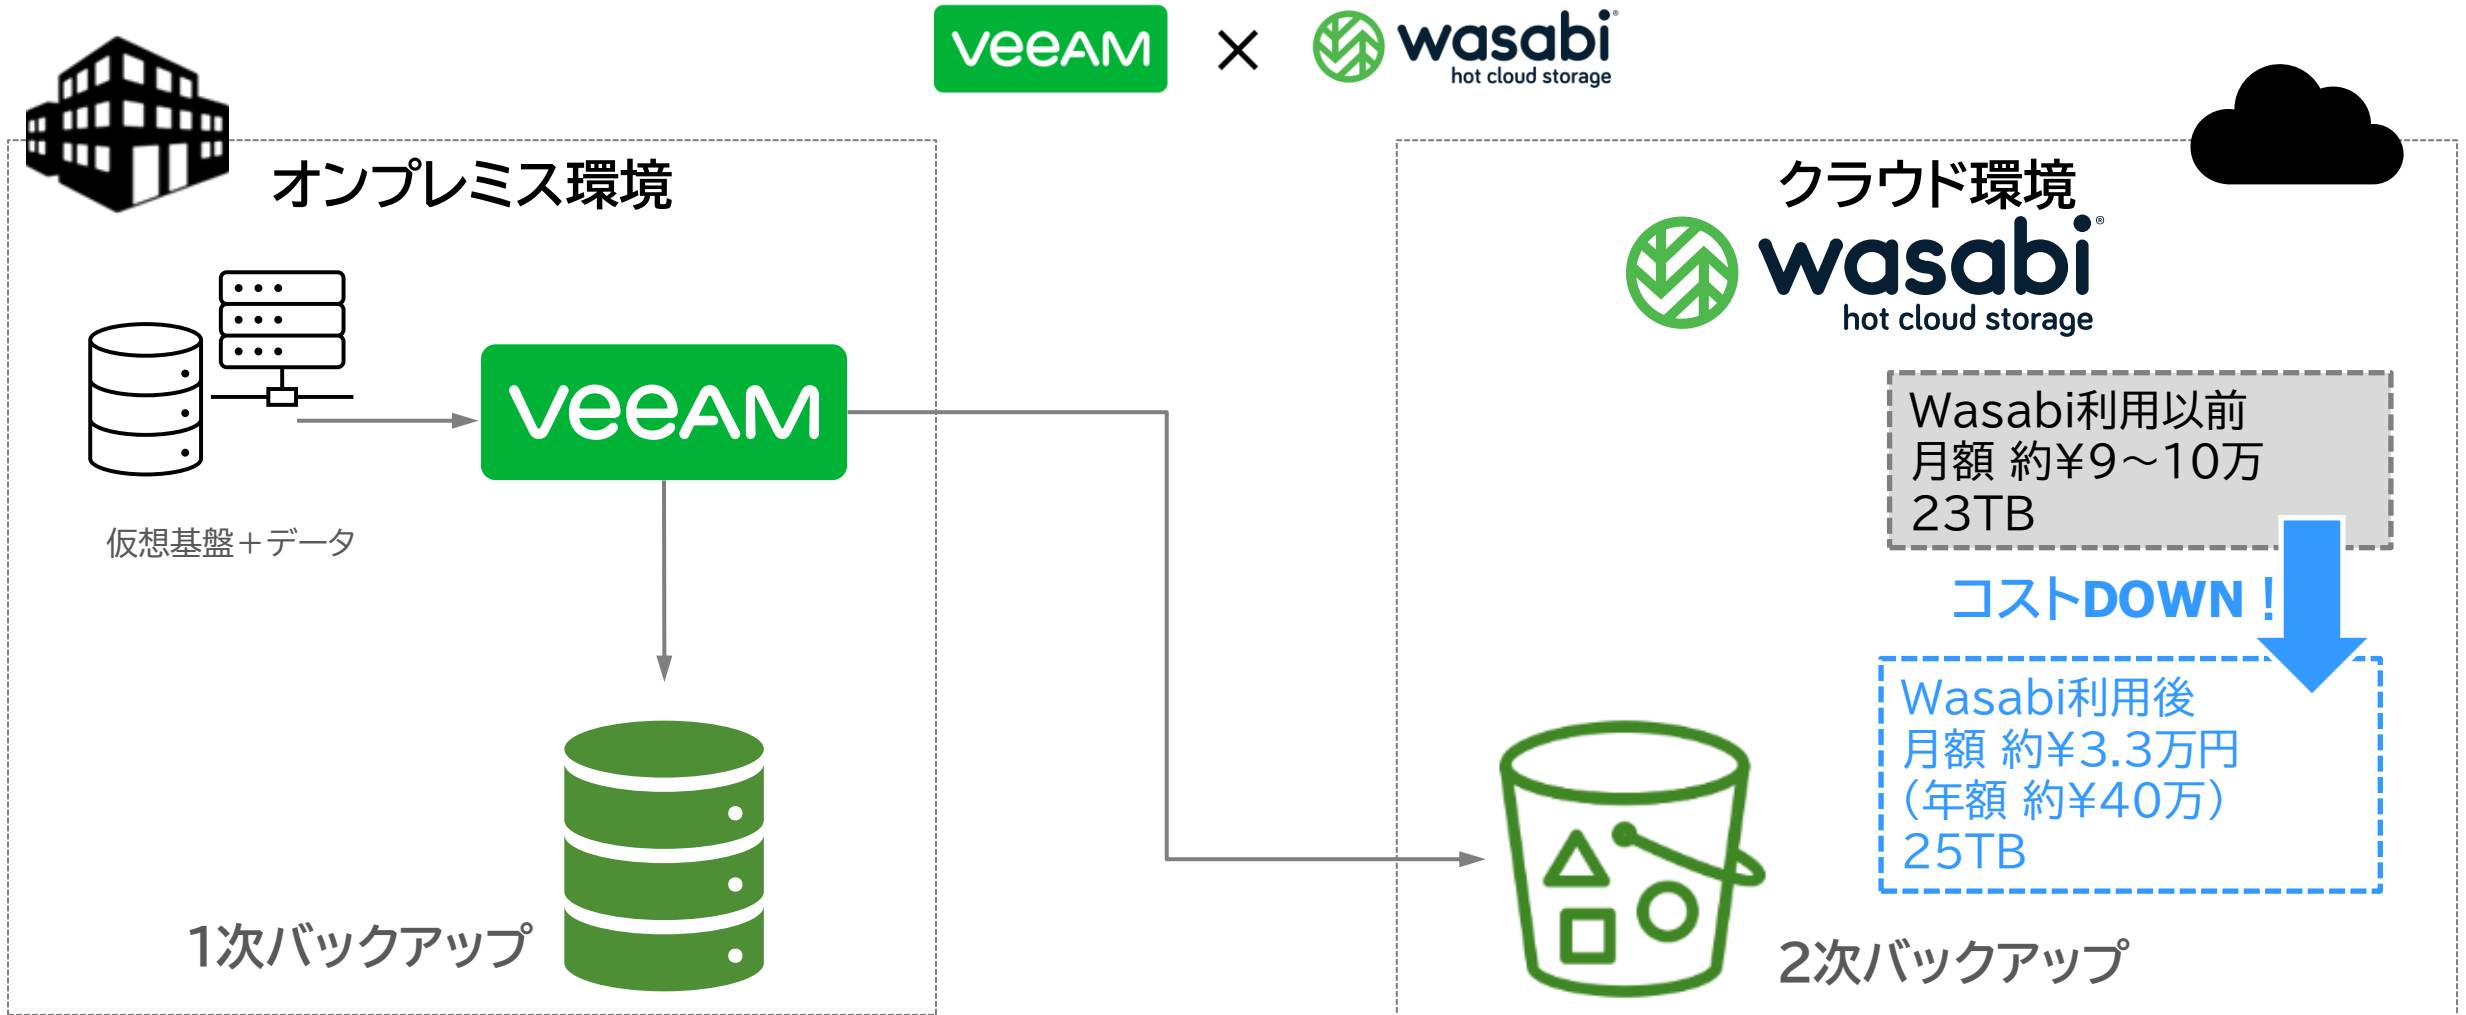 VEEAM × wasabi®
hot cloud storage
オンプレミス環境
仮想基盤＋データ
VEEAM
1次バックアップ
クラウド環境
wasabi®
hot cloud storage
Wasabi利用以前
月額 約¥9～10万
23TB
コストDOWN！
Wasabi利用後
月額 約¥3.3万円
（年額 約¥40万）
25TB
2次バックアップ